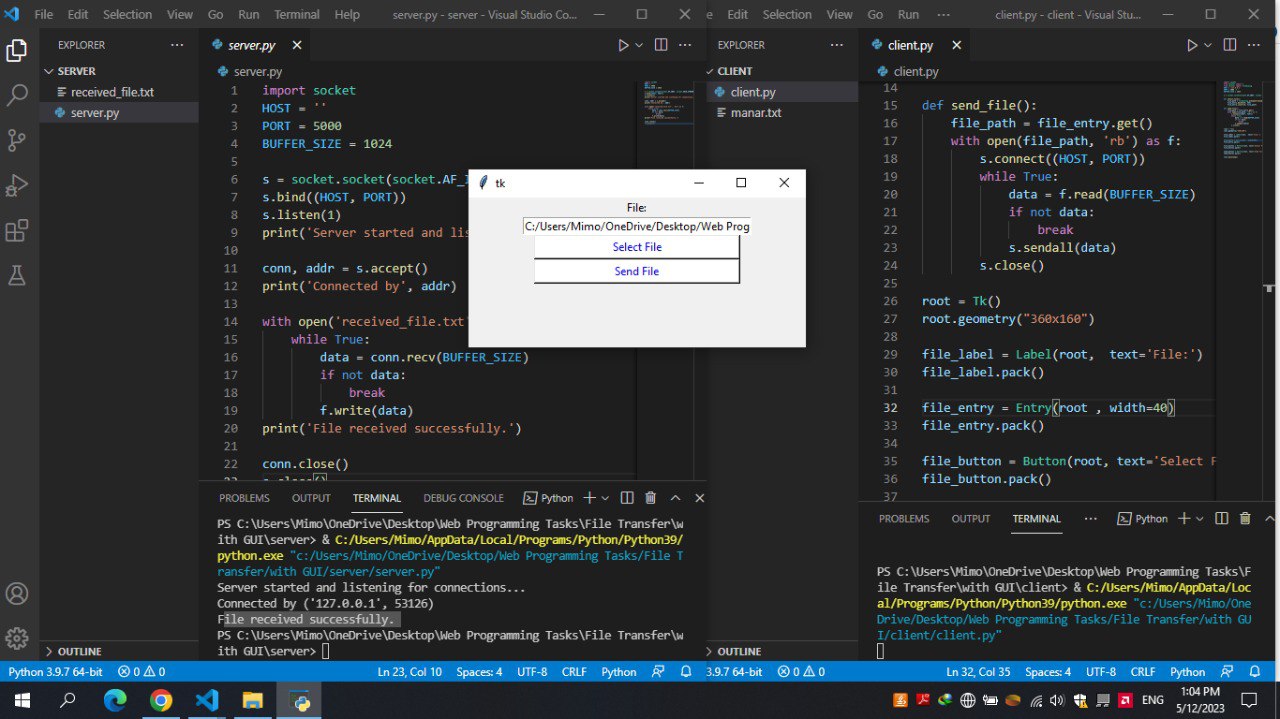 File Edit Selection View Go Run Terminal Help server.py - server - Visual Studio Co...
EXPLORER
SERVER
received_file.txt
server.py
server.py
server.py
1 import socket
2 HOST = ''
3 PORT = 5000
4 BUFFER_SIZE = 1024
5
6 s = socket.socket(socket.AF_
7 s.bind((HOST, PORT))
8 s.listen(1)
9 print('Server started and lis
10
11 conn, addr = s.accept()
12 print('Connected by', addr)
13
14 with open('received_file.txt'
15 while True:
16 data = conn.recv(BUFFER_SIZE)
17 if not data:
18 break
19 f.write(data)
20 print('File received successfully.')
21
22 conn.close()
PROBLEMS OUTPUT TERMINAL DEBUG CONSOLE Python
PS C:\Users\Mimo\OneDrive\Desktop\Web Programming Tasks\File Transfer\w
ith GUI\server> & C:/Users/Mimo/AppData/Local/Programs/Python/Python39/
python.exe "c:/Users/Mimo/OneDrive/Desktop/Web Programming Tasks/File T
ransfer/with GUI/server/server.py"
Server started and listening for connections...
Connected by ('127.0.0.1', 53126)
File received successfully.
PS C:\Users\Mimo\OneDrive\Desktop\Web Programming Tasks\File Transfer\w
ith GUI\server>
OUTLINE
Python 3.9.7 64-bit 0 0 Ln 23, Col 10 Spaces: 4 UTF-8 CRLF Python
tk
File:
C:/Users/Mimo/OneDrive/Desktop/Web Prog
Select File
Send File
e Edit Selection View Go Run ... client.py - client - Visual Stu...
EXPLORER
CLIENT
client.py
manar.txt
client.py
client.py
14
15 def send_file():
16 file_path = file_entry.get()
17 with open(file_path, 'rb') as f:
18 s.connect((HOST, PORT))
19 while True:
20 data = f.read(BUFFER_SIZE)
21 if not data:
22 break
23 s.sendall(data)
24 s.close()
25
26 root = Tk()
27 root.geometry("360x160")
28
29 file_label = Label(root, text='File:')
30 file_label.pack()
31
32 file_entry = Entry(root , width=40)
33 file_entry.pack()
34
35 file_button = Button(root, text='Select F
36 file_button.pack()
37
PROBLEMS OUTPUT TERMINAL ... Python
PS C:\Users\Mimo\OneDrive\Desktop\Web Programming Tasks\F
ile Transfer\with GUI\client> & C:/Users/Mimo/AppData/Loc
al/Programs/Python/Python39/python.exe "c:/Users/Mimo/One
Drive/Desktop/Web Programming Tasks/File Transfer/with GU
I/client/client.py"
OUTLINE
3.9.7 64-bit 0 0 Ln 32, Col 35 Spaces: 4 UTF-8 CRLF Python
ENG
1:04 PM
5/12/2023